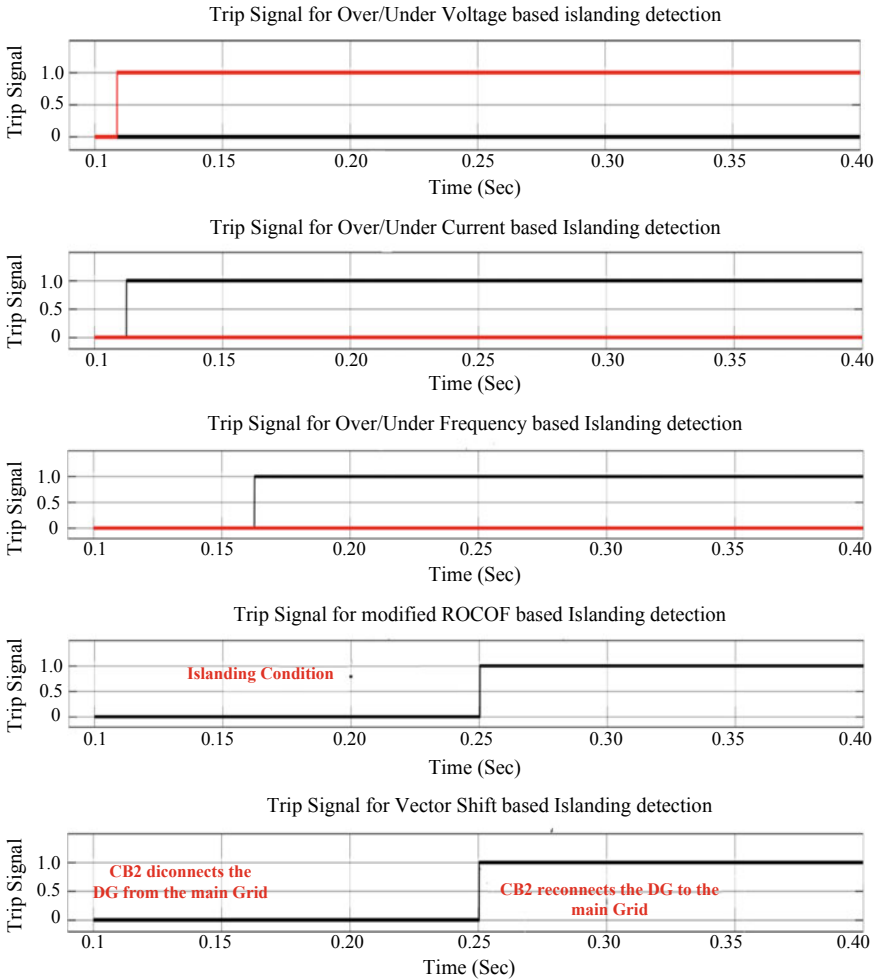 Trip Signal for Over/Under Voltage based islanding detection
Trip Signal
1.0
0.5
0
0.1 0.15 0.20 0.25 0.30 0.35 0.40
Time (Sec)
Trip Signal for Over/Under Current based Islanding detection
Trip Signal
1.0
0.5
0
0.1 0.15 0.20 0.25 0.30 0.35 0.40
Time (Sec)
Trip Signal for Over/Under Frequency based Islanding detection
Trip Signal
1.0
0.5
0
0.1 0.15 0.20 0.25 0.30 0.35 0.40
Time (Sec)
Trip Signal for modified ROCOF based Islanding detection
Trip Signal
1.0
0.5
0
Islanding Condition
0.1 0.15 0.20 0.25 0.30 0.35 0.40
Time (Sec)
Trip Signal for Vector Shift based Islanding detection
Trip Signal
1.0
0.5
0
CB2 diconnects the
DG from the main Grid
CB2 reconnects the DG to the
main Grid
0.1 0.15 0.20 0.25 0.30 0.35 0.40
Time (Sec)